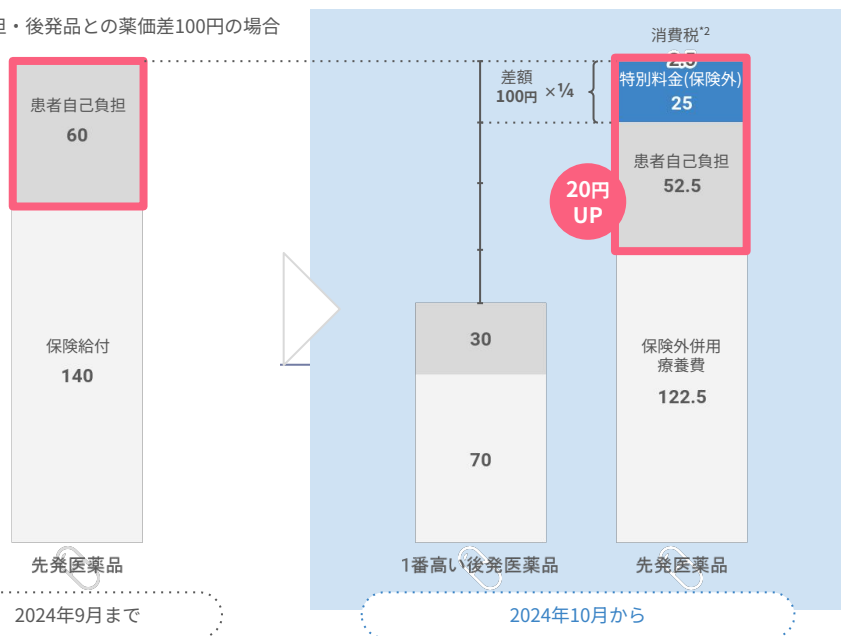 担・後発品との薬価差100円の場合
患者自己負担
60
保険給付
140
先発医薬品
2024年9月まで
差額
100円 ×¼
30
70
1番高い後発医薬品
消費税*2
2.5
特別料金(保険外)
25
患者自己負担
52.5
20円
UP
保険外併用
療養費
122.5
先発医薬品
2024年10月から